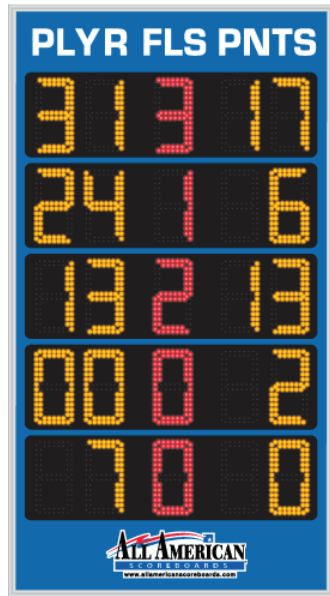 PLYR FLS PNTS
31 3 17
24 1 6
13 2 13
00 0 2
7 0 0
ALL AMERICAN
SCOREBOARDS
www.allamericanscoreboards.com